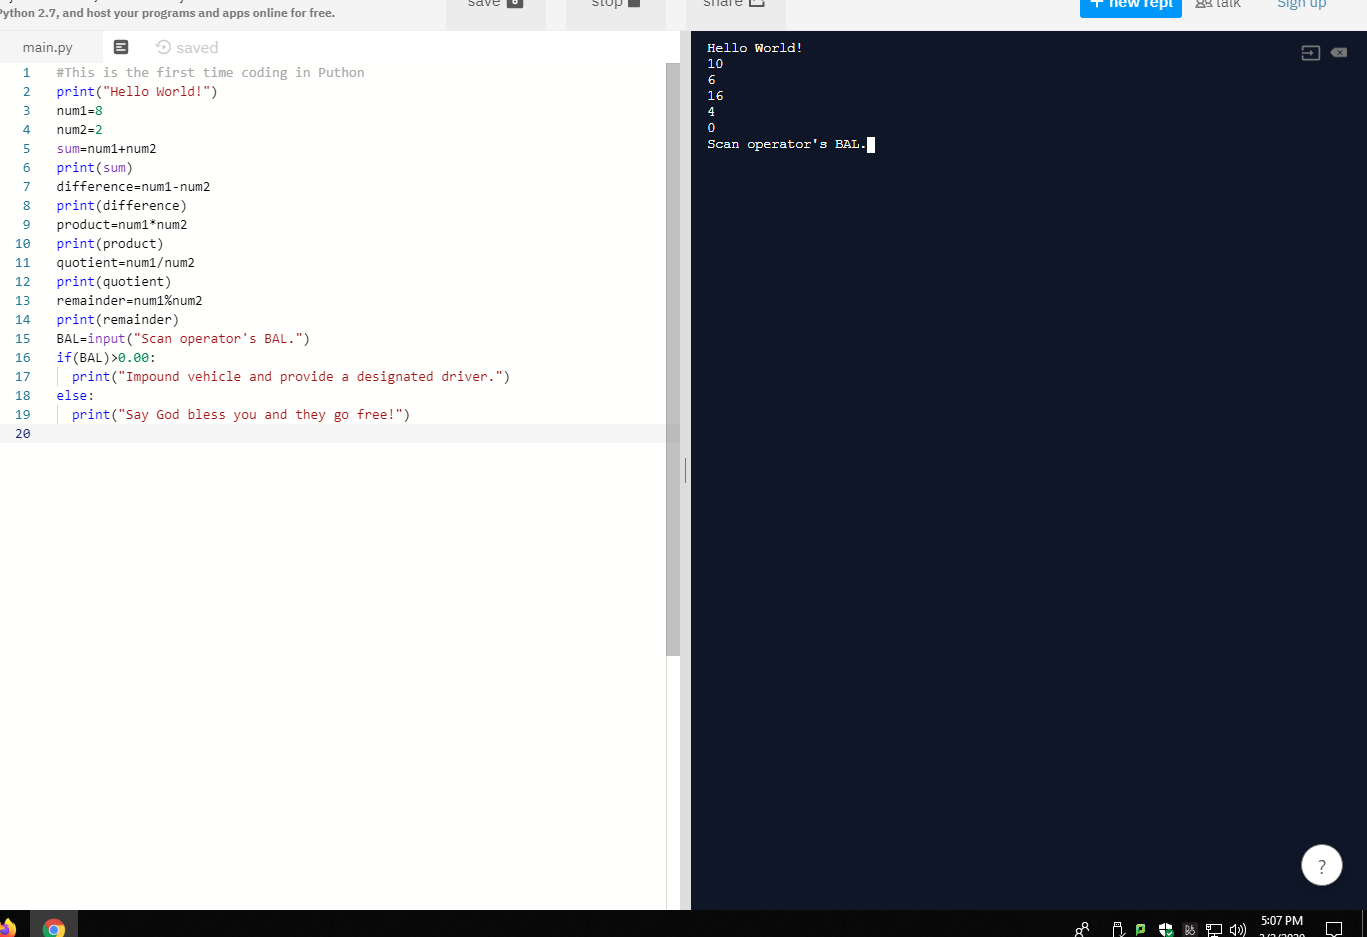 Python 2.7, and host your programs and apps online for free.
save
stop
share
+ new repl
talk
Sign up
main.py
saved
1 #This is the first time coding in Puthon
2 print("Hello World!")
3 num1=8
4 num2=2
5 sum=num1+num2
6 print(sum)
7 difference=num1-num2
8 print(difference)
9 product=num1*num2
10 print(product)
11 quotient=num1/num2
12 print(quotient)
13 remainder=num1%num2
14 print(remainder)
15 BAL=input("Scan operator's BAL.")
16 if(BAL)>0.00:
17 print("Impound vehicle and provide a designated driver.")
18 else:
19 print("Say God bless you and they go free!")
20
Hello World!
10
6
16
4
0
Scan operator's BAL.
?
5:07 PM